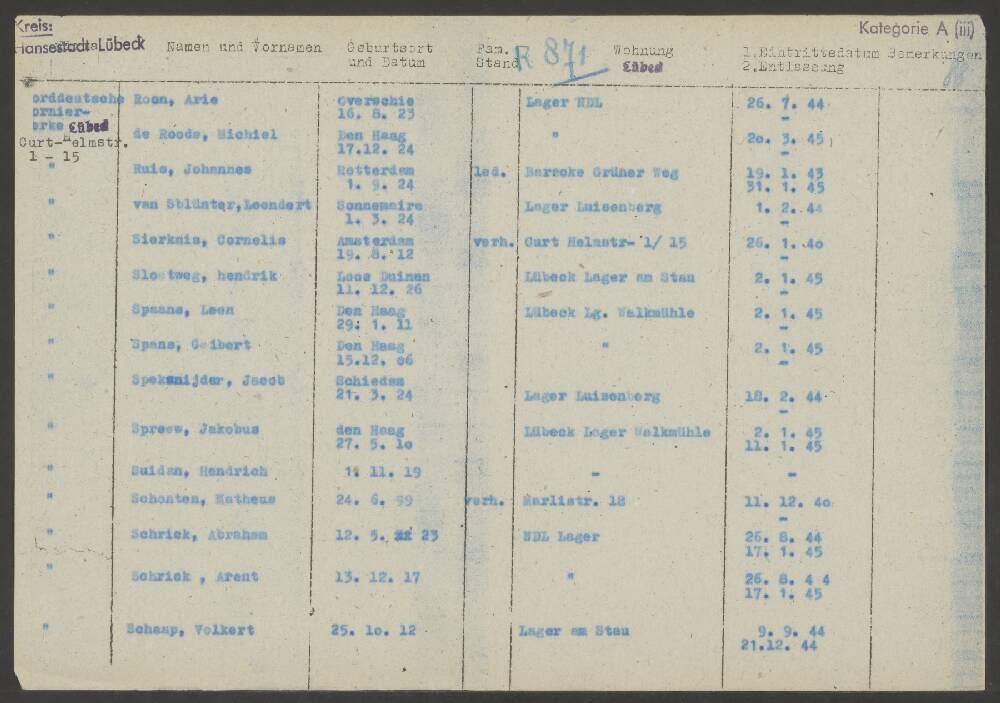 Kreis:
Hansestadt Lübeck
Kategorie A (iii)
Namen und Vornamen Geburtsort Fam. R 871 Wohnung 1.Eintrittsdatum Bemerkungen
und Datum Stand Lübeck 2.Entlassung
orddeutsche Roon, Arie Overschie Lager NDL 26. 7. 44
ornier- 16. 8. 23 -
erke Lübeck de Roode, Michiel Den Haag " 20. 3. 45
Curt-Helmstr. 17.12. 24 -
1 - 15
" Ruis, Johannes Rotterdam led. Baracke Grüner Weg 19. 1. 43
1. 9. 24 31. 1. 45
" van Sblünter,Leendert Sonnemaire Lager Luisenberg 1. 2. 44
1. 3. 24 -
" Sierknis, Cornelis Amsterdam verh. Curt Helmstr- 1/ 15 26. 1. 40
19. 8. 12 -
" Slootweg, hendrik Loos Duinen Lübeck Lager am Stau 2. 1. 45
11. 12. 26 -
" Spaans, Leen Den Haag Lübeck Lg. Walkmühle 2. 1. 45
29. 1. 11 -
" Spans, Den Haag " 2. 1. 45
15.12. 06 -
" Speksnijder, Jacob Schiedam
21. 3. 24 Lager Luisenberg 18. 2. 44
-
" Spreew, Jakobus den Haag Lübeck Lager Walkmühle 2. 1. 45
27. 5. 10 11. 1. 45
" Suidan, Hendrich 11. 11. 19 - -
" Schonten, Matheus 24. 6. 99 verh. Marlistr. 18 11. 12. 40
-
" Schrick, Abraham 12. 5. 23 NDL Lager 26. 8. 44
17. 1. 45
" Schrick , Arent 13. 12. 17 " 26. 8. 4 4
17. 1. 45
" Schaap, Volkert 25. 10. 12 Lager am Stau 9. 9. 44
21.12. 44